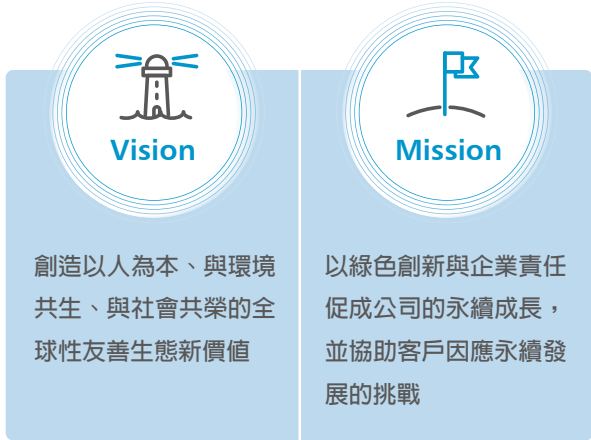 Vision
創造以人為本、與環境
共生、與社會共榮的全
球性友善生態新價值
Mission
以綠色創新與企業責任
促成公司的永續成長，
並協助客戶因應永續發
展的挑戰